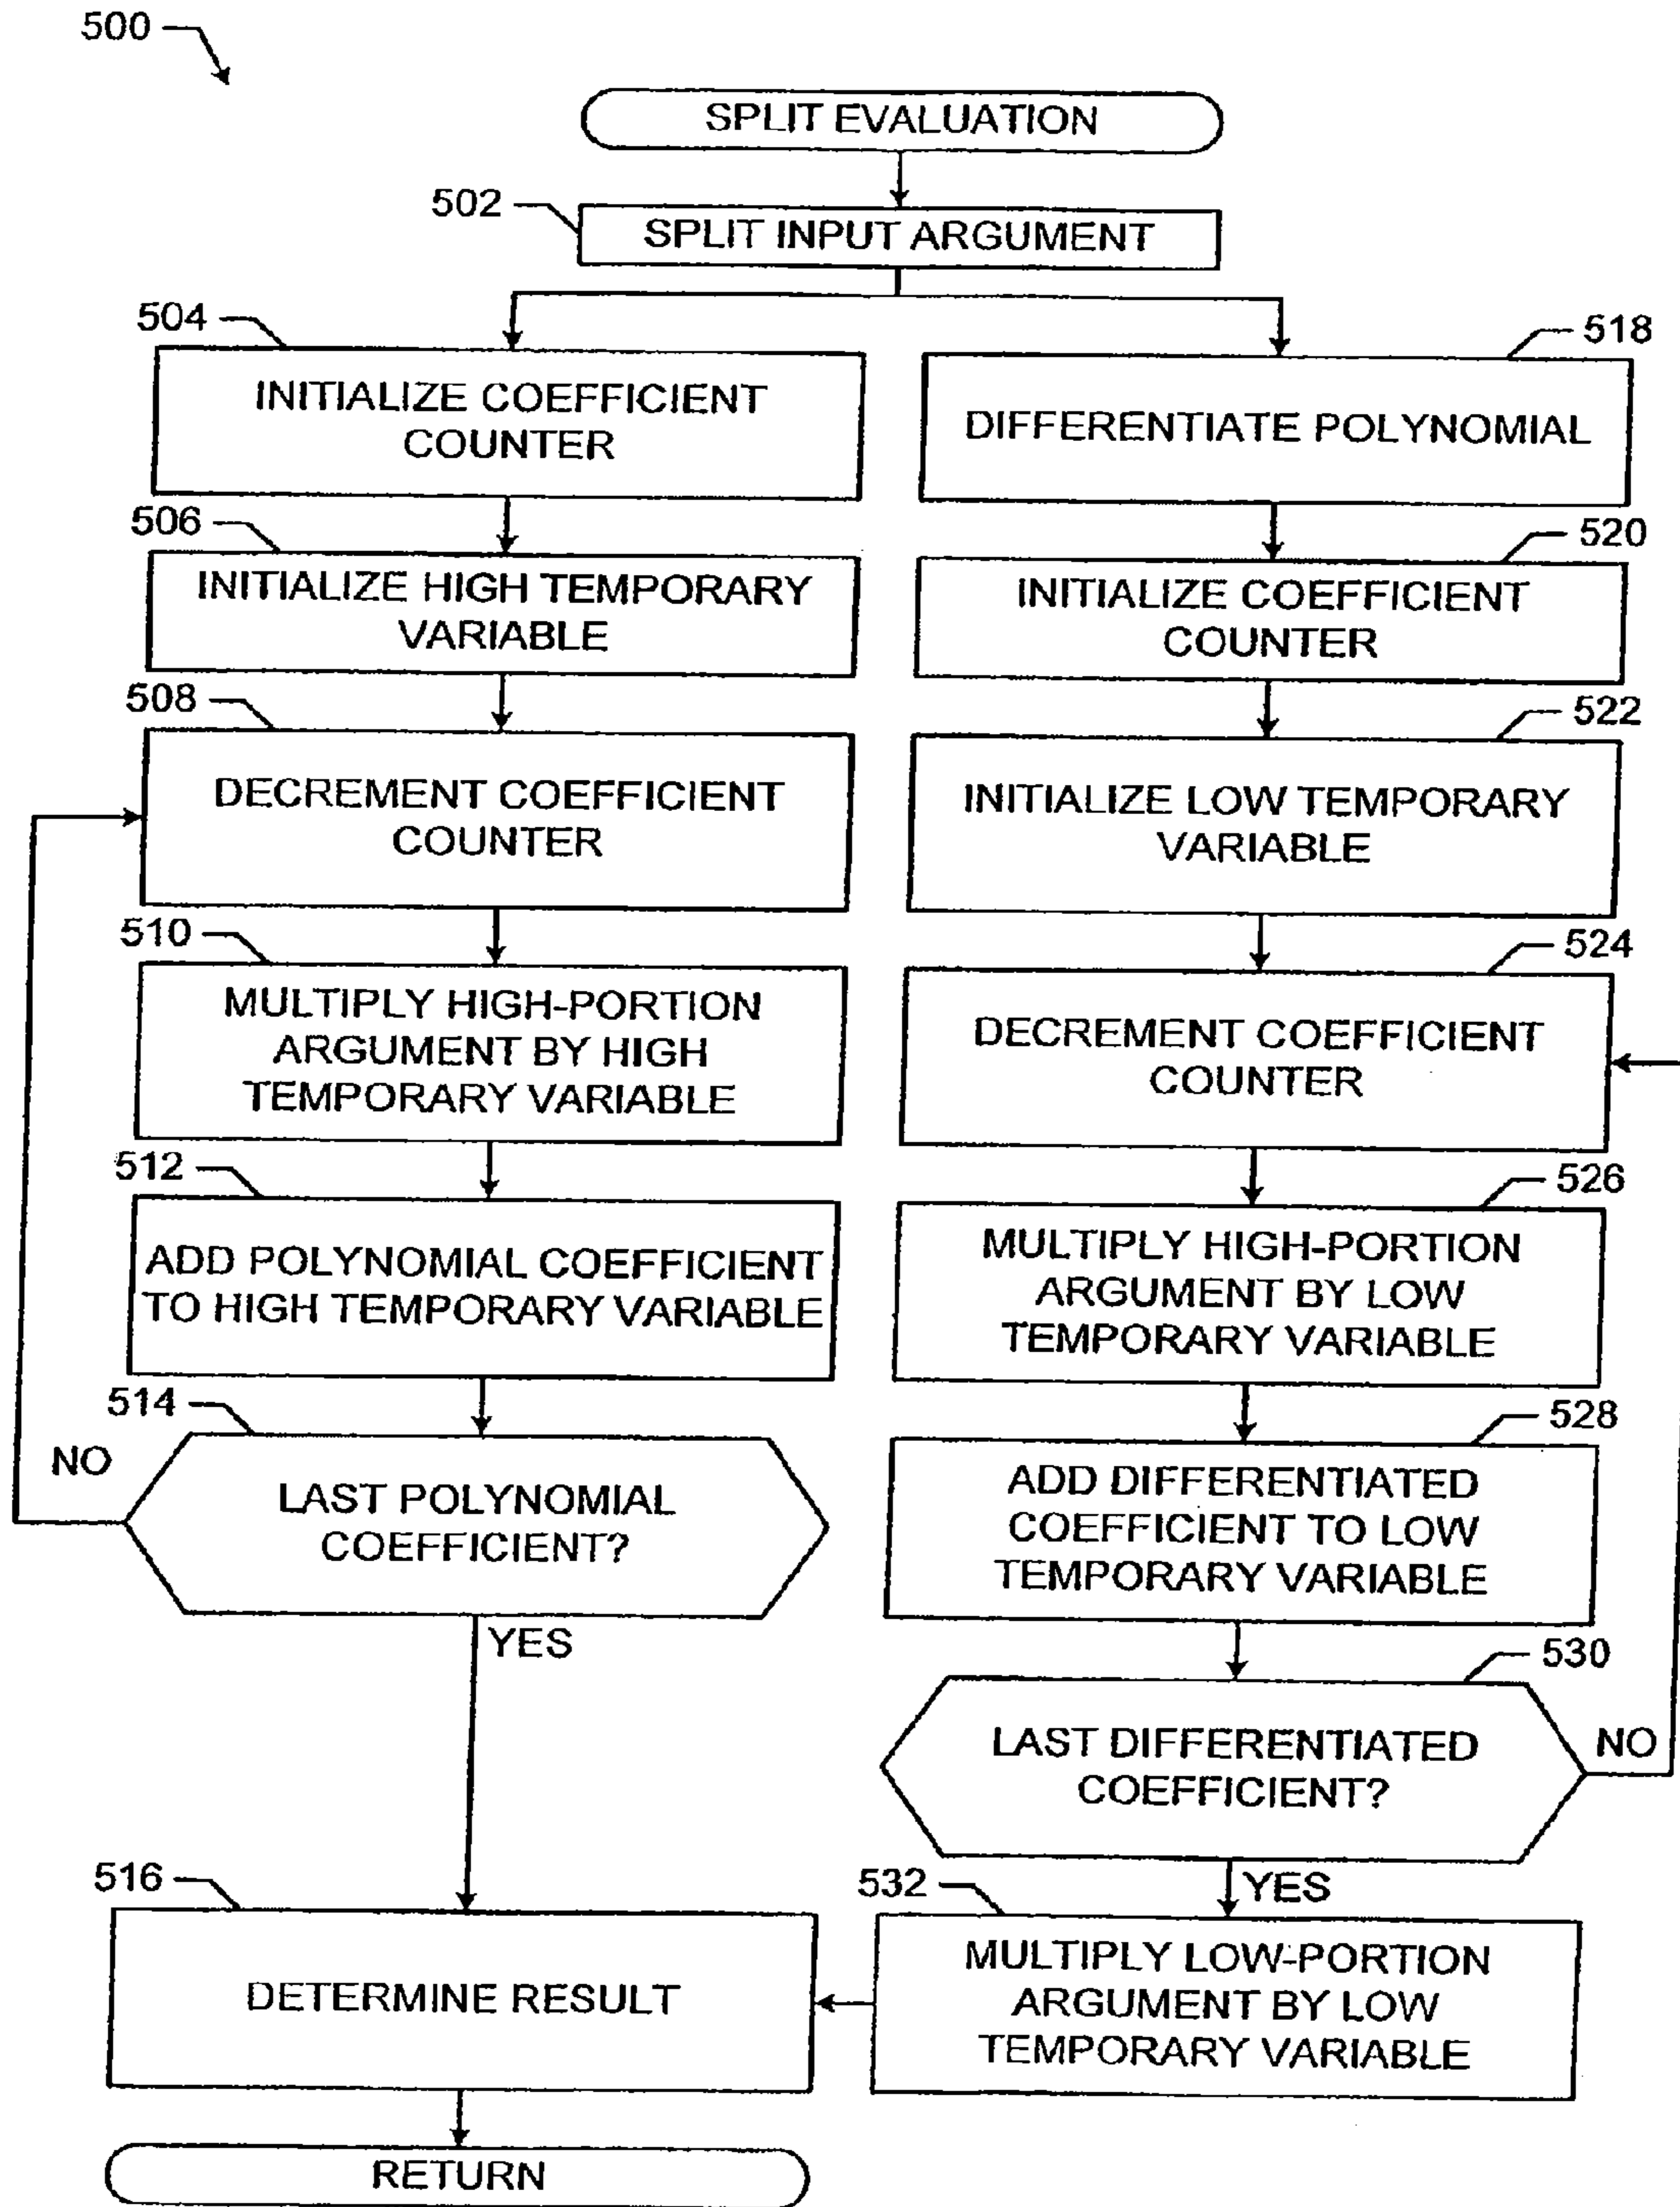 500
SPLIT EVALUATION
502
SPLIT INPUT ARGUMENT
504
INITIALIZE COEFFICIENT
COUNTER
506
INITIALIZE HIGH TEMPORARY
VARIABLE
508
DECREMENT COEFFICIENT
COUNTER
510
MULTIPLY HIGH-PORTION
ARGUMENT BY HIGH
TEMPORARY VARIABLE
512
ADD POLYNOMIAL COEFFICIENT
TO HIGH TEMPORARY VARIABLE
514
NO
LAST POLYNOMIAL
COEFFICIENT?
YES
516
DETERMINE RESULT
RETURN
518
DIFFERENTIATE POLYNOMIAL
520
INITIALIZE COEFFICIENT
COUNTER
522
INITIALIZE LOW TEMPORARY
VARIABLE
524
DECREMENT COEFFICIENT
COUNTER
526
MULTIPLY HIGH-PORTION
ARGUMENT BY LOW
TEMPORARY VARIABLE
528
ADD DIFFERENTIATED
COEFFICIENT TO LOW
TEMPORARY VARIABLE
530
LAST DIFFERENTIATED
COEFFICIENT?
NO
YES
532
MULTIPLY LOW-PORTION
ARGUMENT BY LOW
TEMPORARY VARIABLE